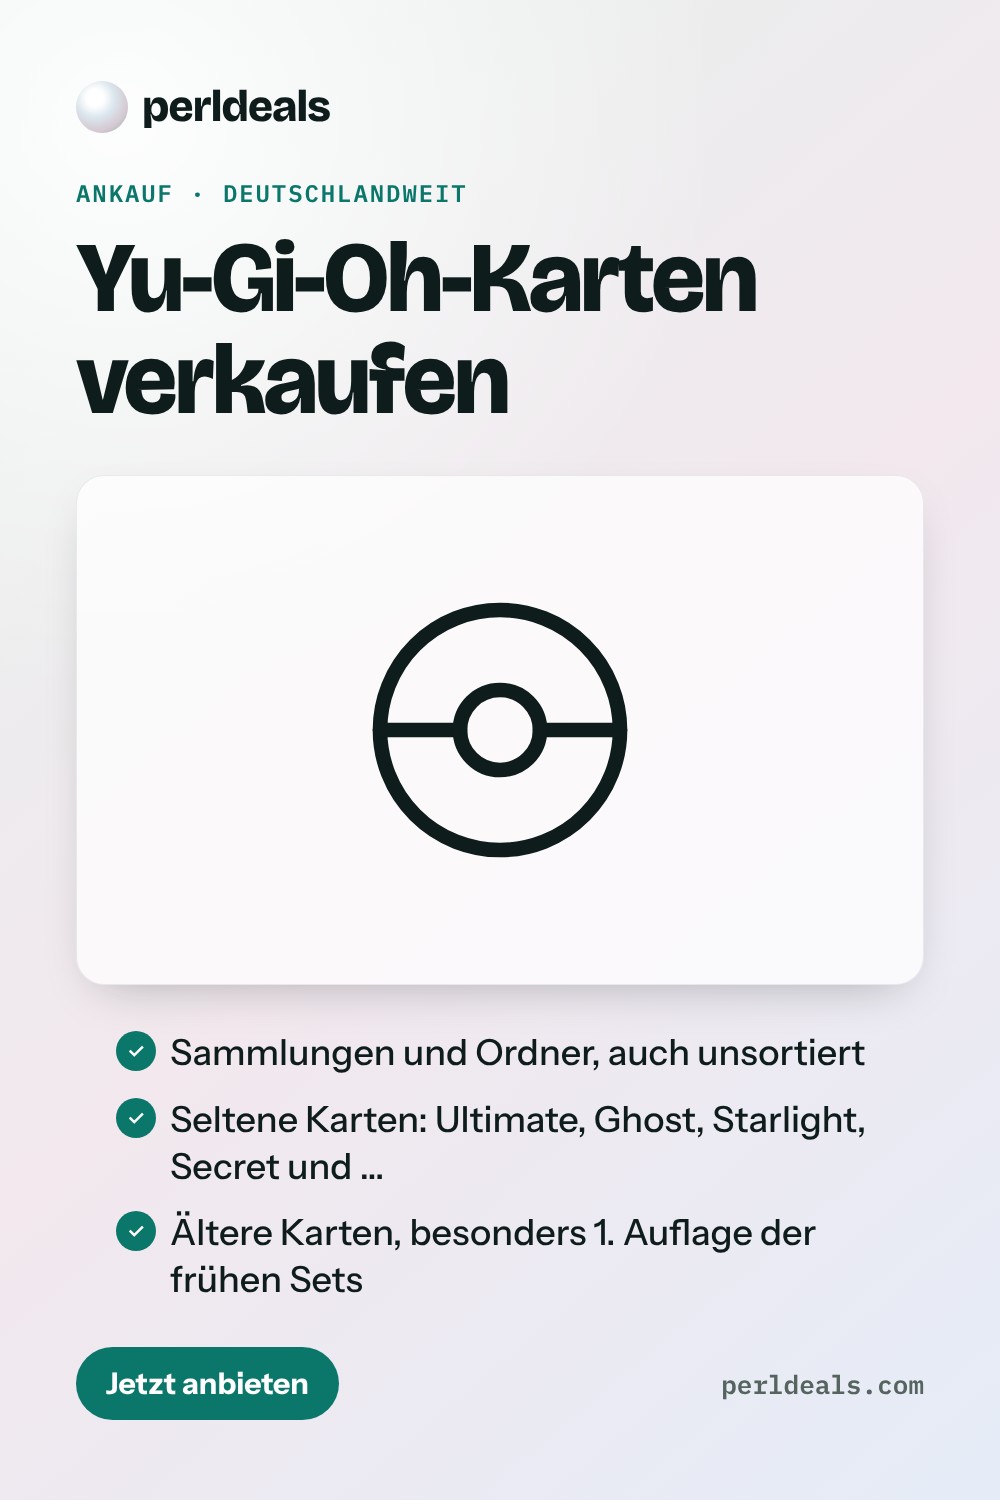 perldeals
ANKAUF · DEUTSCHLANDWEIT
Yu-Gi-Oh-Karten
verkaufen
Sammlungen und Ordner, auch unsortiert
Seltene Karten: Ultimate, Ghost, Starlight,
Secret und ...
Ältere Karten, besonders 1. Auflage der
frühen Sets
Jetzt anbieten
perldeals.com